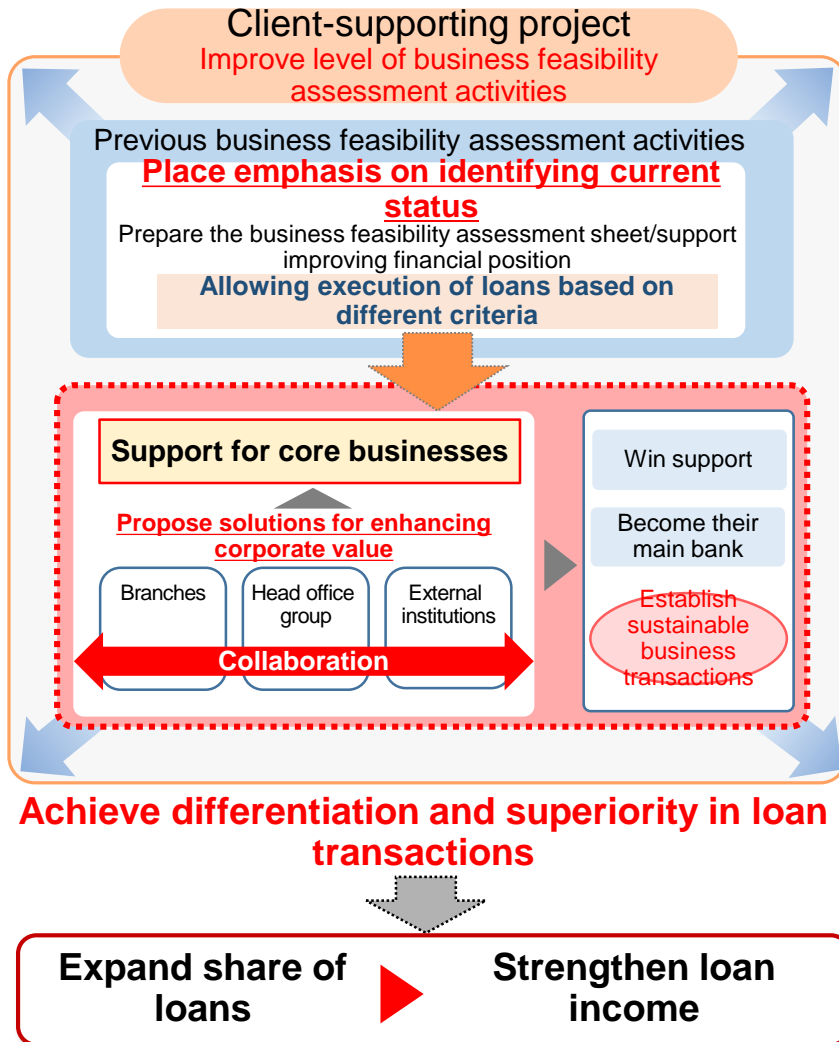 Client-supporting project
Improve level of business feasibility
assessment activities
Previous business feasibility assessment activities
Place emphasis on identifying current
status
Prepare the business feasibility assessment sheet/support
improving financial position
Allowing execution of loans based on
different criteria
Support for core businesses
Propose solutions for enhancing
corporate value
Branches
Head office
group
External
institutions
Collaboration
Win support
Become their
main bank
Establish
sustainable
business
transactions
Achieve differentiation and superiority in loan
transactions
Expand share of
loans
Strengthen loan
income